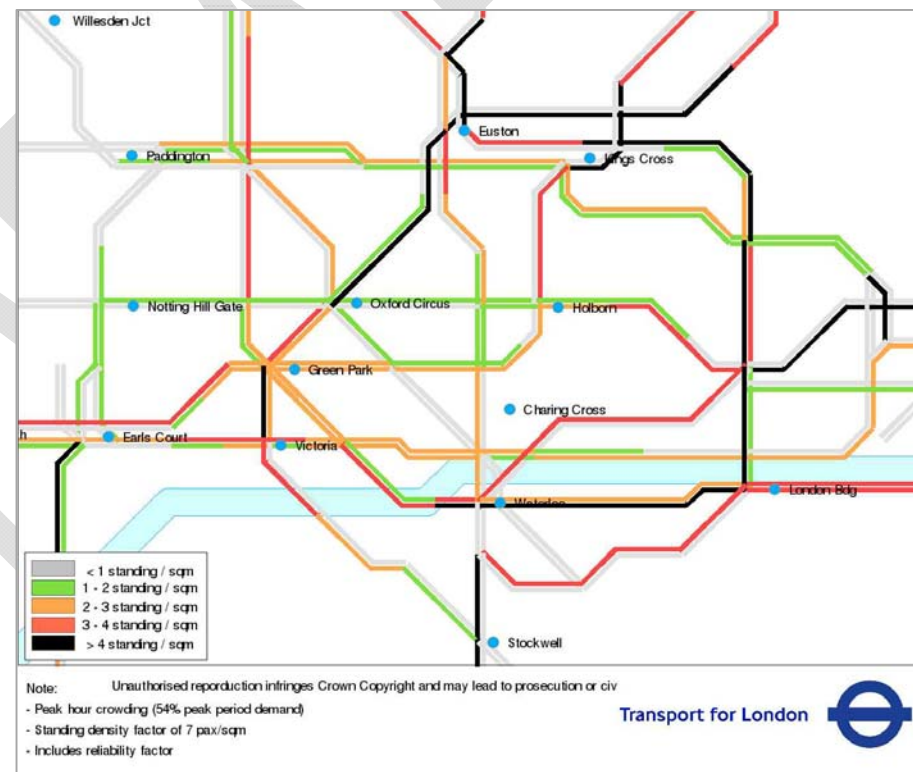 Willesden Jct
Euston
Paddington
Kings Cross
Notting Hill Gate
Oxford Circus
Holborn
Green Park
Charing Cross
h
Earls Court
Victoria
Waterloo
London Bdg
Stockwell
< 1 standing / sqm
1 - 2 standing / sqm
2 - 3 standing / sqm
3 - 4 standing / sqm
> 4 standing / sqm
Note:
Unauthorised reporduction infringes Crown Copyright and may lead to prosecution or civ
- Peak hour crowding (54% peak period demand)
- Standing density factor of 7 pax/sqm
- Includes reliability factor
Transport for London